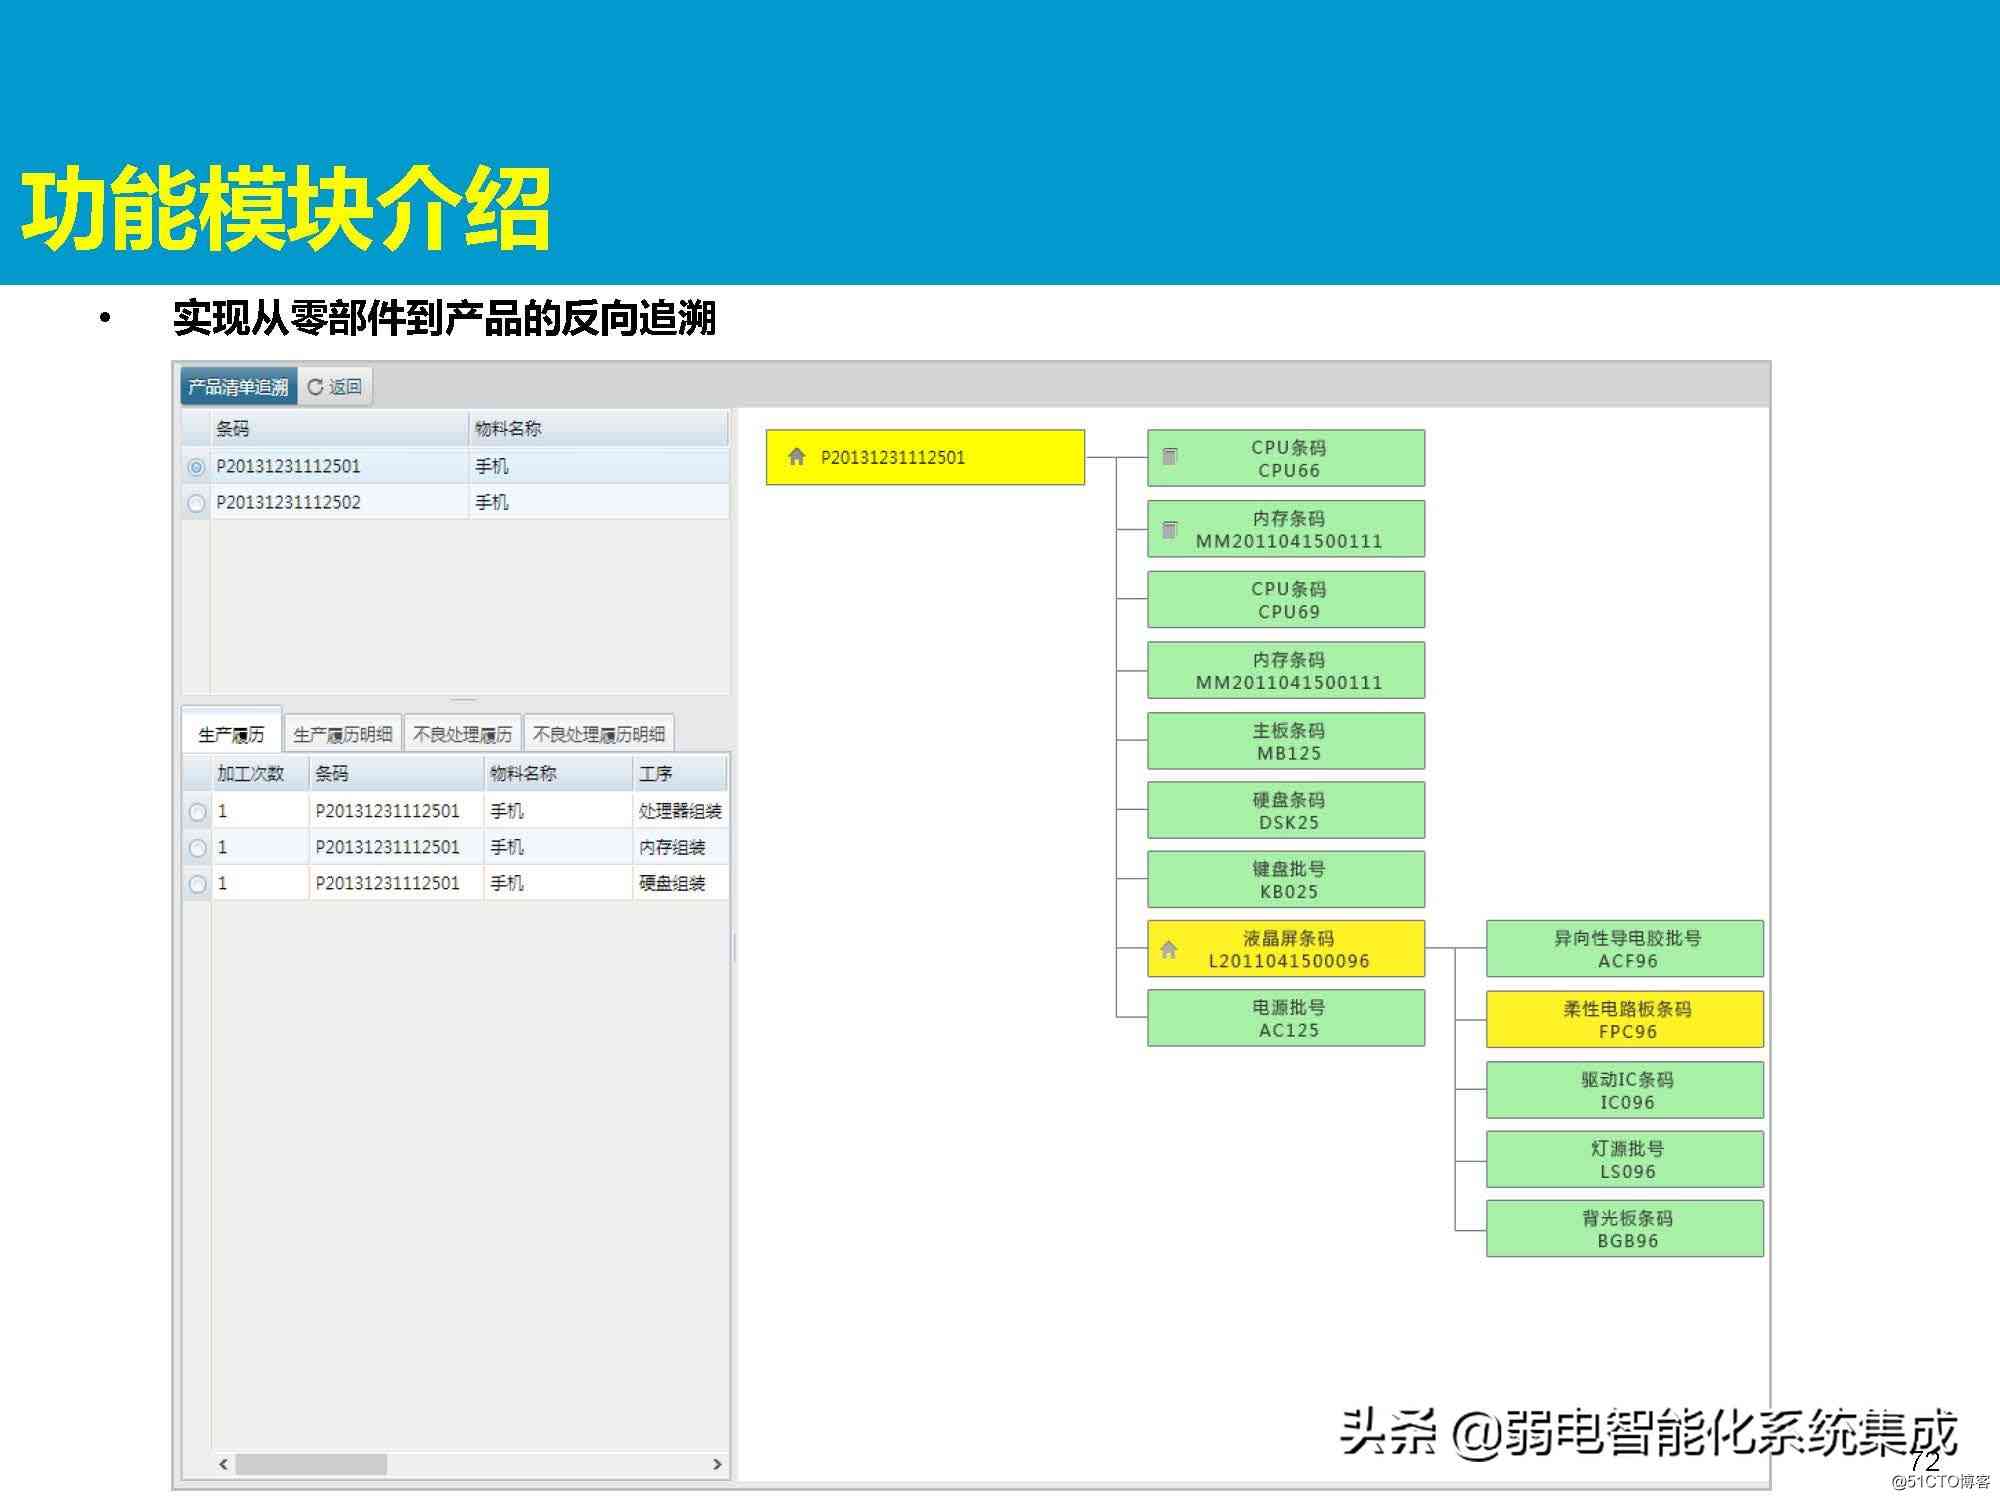 功能模块介绍
• 实现从零部件到产品的反向追溯
产品清单追溯 返回
条码 物料名称
P20131231112501 手机
P20131231112502 手机
生产履历 生产履历明细 不良处理履历 不良处理履历明细
加工次数 条码 物料名称 工序
1 P20131231112501 手机 处理器组装
1 P20131231112501 手机 内存组装
1 P20131231112501 手机 硬盘组装
P20131231112501
CPU条码
CPU66
内存条码
MM2011041500111
CPU条码
CPU69
内存条码
MM2011041500111
主板条码
MB125
硬盘条码
DSK25
键盘批号
KB025
液晶屏条码
L2011041500096
电源批号
AC125
异向性导电胶批号
ACF96
柔性电路板条码
FPC96
驱动IC条码
IC096
灯源批号
LS096
背光板条码
BGB96
头条 @弱电智能化系统集成
72
@51CTO博客